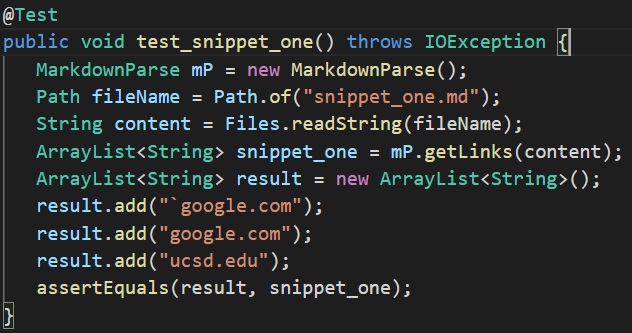 @Test
public void test_snippet_one() throws IOException {
MarkdownParse mP = new MarkdownParse();
Path fileName = Path.of("snippet_one.md");
String content = Files.readString(fileName);
ArrayList<String> snippet_one = mP.getLinks(content);
ArrayList<String> result = new ArrayList<String>();
result.add("`google.com");
result.add("google.com");
result.add("ucsd.edu");
assertEquals(result, snippet_one);
}